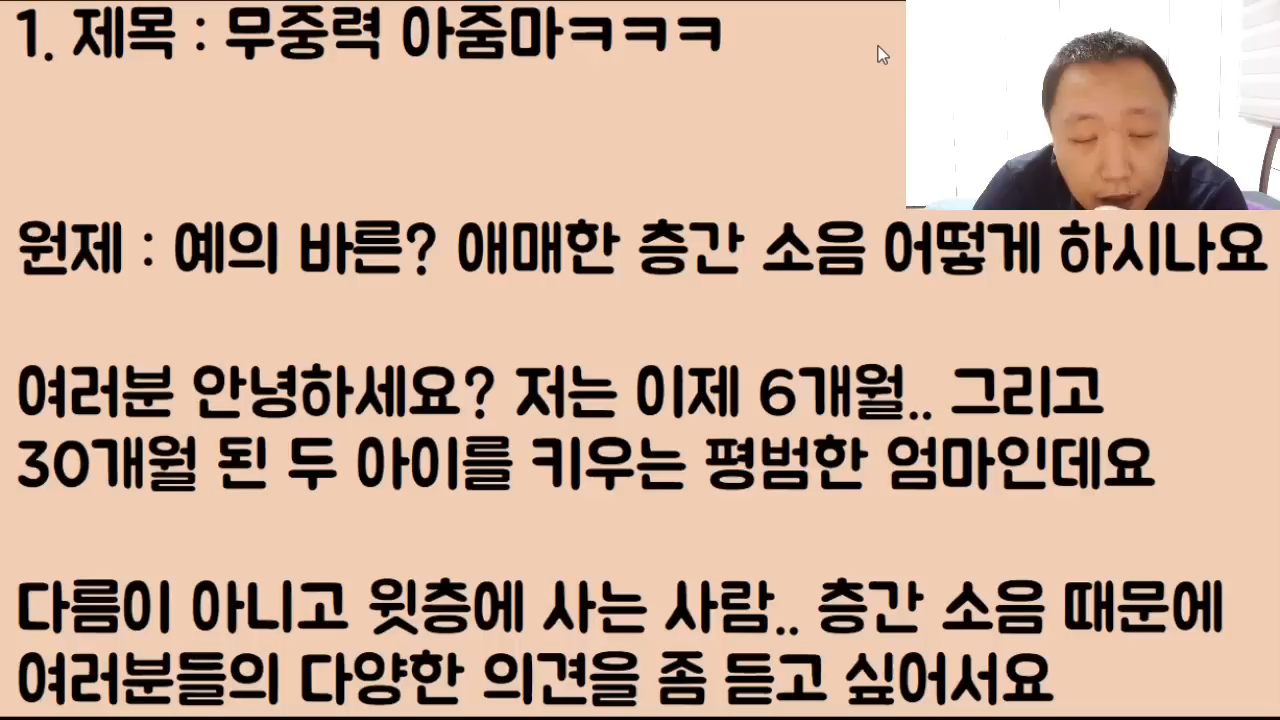 1. 제목 : 무중력 아줌마ㅋㅋㅋ
원제 : 예의 바른? 애매한 층간 소음 어떻게 하시나요
여러분 안녕하세요? 저는 이제 6개월.. 그리고
30개월 된 두 아이를 키우는 평범한 엄마인데요
다름이 아니고 윗층에 사는 사람.. 층간 소음 때문에
여러분들의 다양한 의견을 좀 듣고 싶어서요